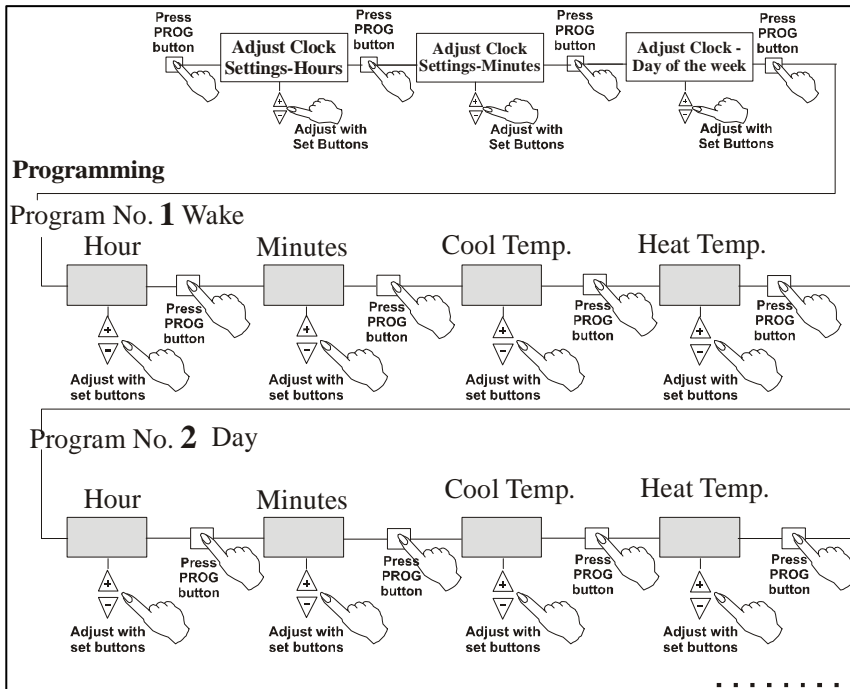 Press
PROG
button
Adjust Clock
Settings-Hours
Adjust with
Set Buttons
Press
PROG
button
Adjust Clock
Settings-Minutes
Adjust with
Set Buttons
Press
PROG
button
Adjust Clock -
Day of the week
Adjust with
Set Buttons
Press
PROG
button
Programming
Program No. 1 Wake
Hour
+
−
Adjust with
set buttons
Press
PROG
button
Minutes
+
−
Adjust with
set buttons
Press
PROG
button
Cool Temp.
+
−
Adjust with
set buttons
Press
PROG
button
Heat Temp.
+
−
Adjust with
set buttons
Press
PROG
button
Program No. 2 Day
Hour
+
−
Adjust with
set buttons
Press
PROG
button
Minutes
+
−
Adjust with
set buttons
Press
PROG
button
Cool Temp.
+
−
Adjust with
set buttons
Press
PROG
button
Heat Temp.
+
−
Adjust with
set buttons
Press
PROG
button
. . . . . . . .